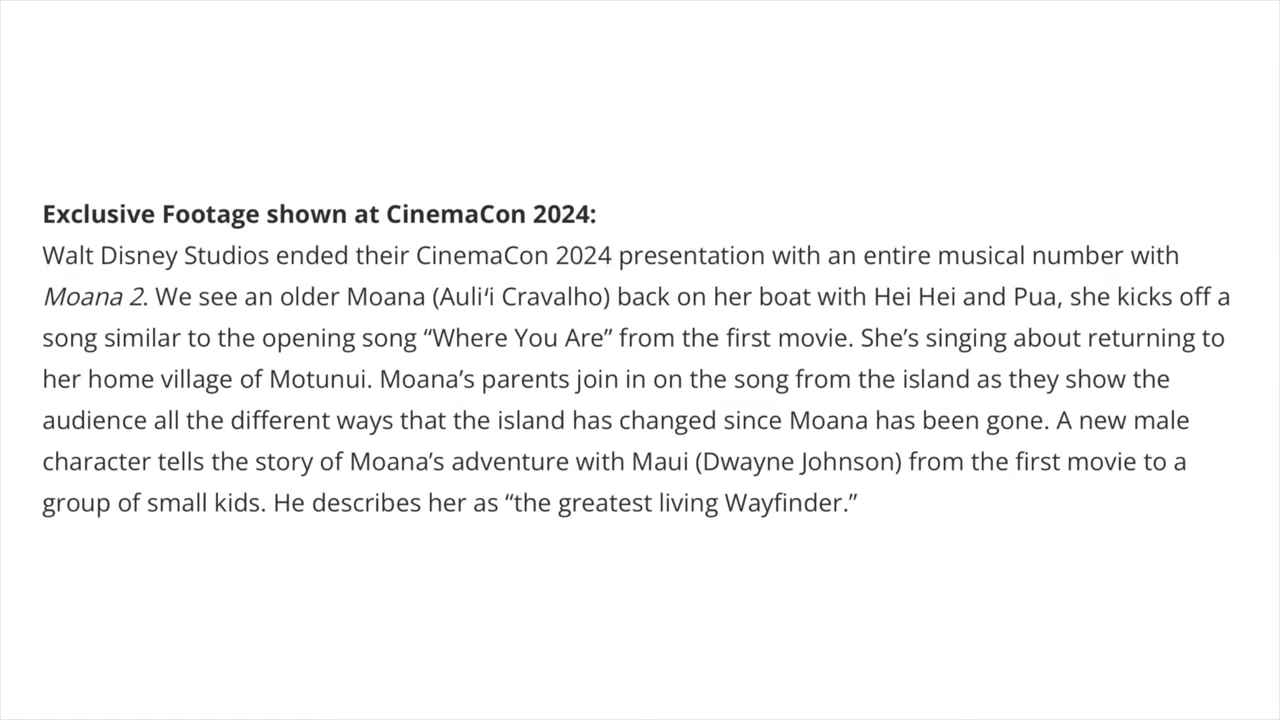 Exclusive Footage shown at CinemaCon 2024:
Walt Disney Studios ended their CinemaCon 2024 presentation with an entire musical number with
Moana 2. We see an older Moana (Auli‘i Cravalho) back on her boat with Hei Hei and Pua, she kicks off a
song similar to the opening song “Where You Are” from the first movie. She’s singing about returning to
her home village of Motunui. Moana’s parents join in on the song from the island as they show the
audience all the different ways that the island has changed since Moana has been gone. A new male
character tells the story of Moana’s adventure with Maui (Dwayne Johnson) from the first movie to a
group of small kids. He describes her as “the greatest living Wayfinder.”